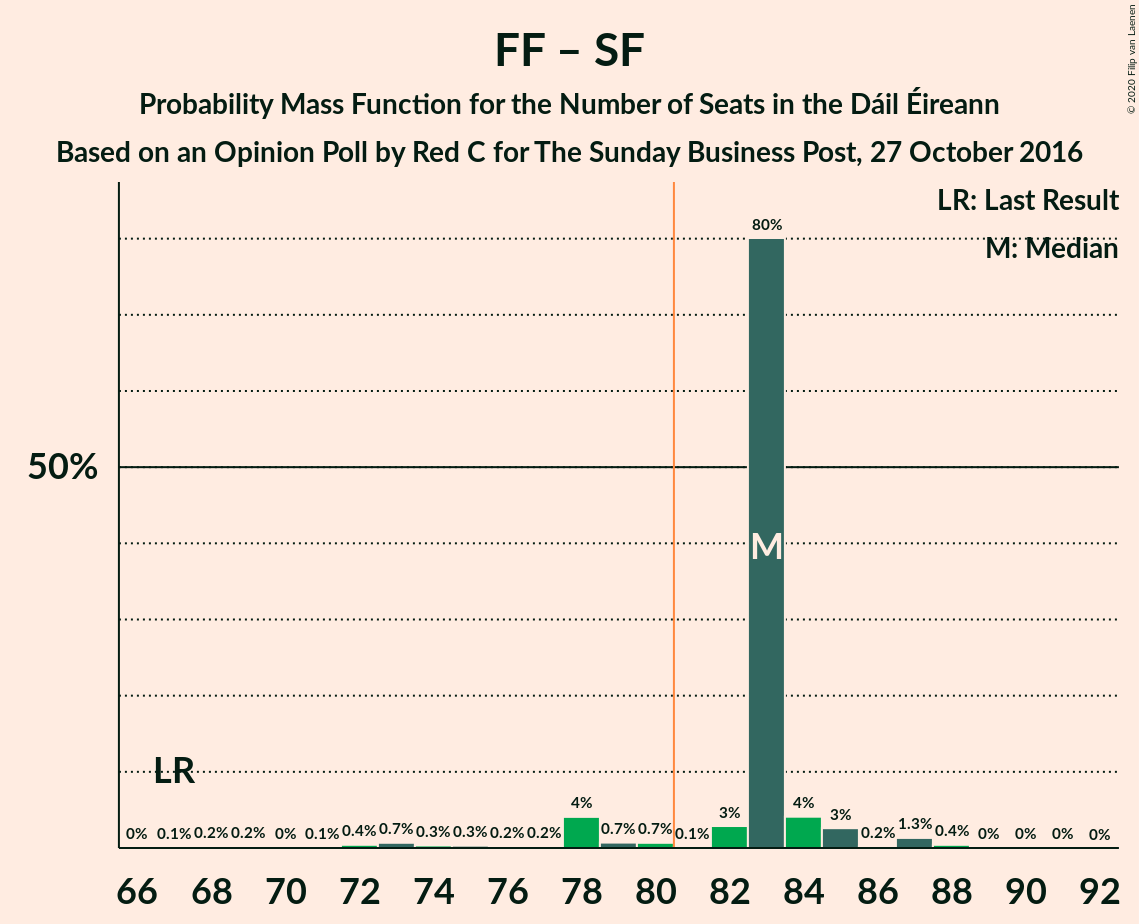 FF – SF
Probability Mass Function for the Number of Seats in the Dáil Éireann
Based on an Opinion Poll by Red C for The Sunday Business Post, 27 October 2016
© 2020 Filip van Laenen
LR: Last Result
M: Median
80%
50%
M
LR
0% 0.1% 0.2% 0.2% 0% 0.1% 0.4% 0.7% 0.3% 0.3% 0.2% 0.2% 4% 0.7% 0.7% 0.1% 3% 4% 3% 0.2% 1.3% 0.4% 0% 0% 0% 0%
66 68 70 72 74 76 78 80 82 84 86 88 90 92